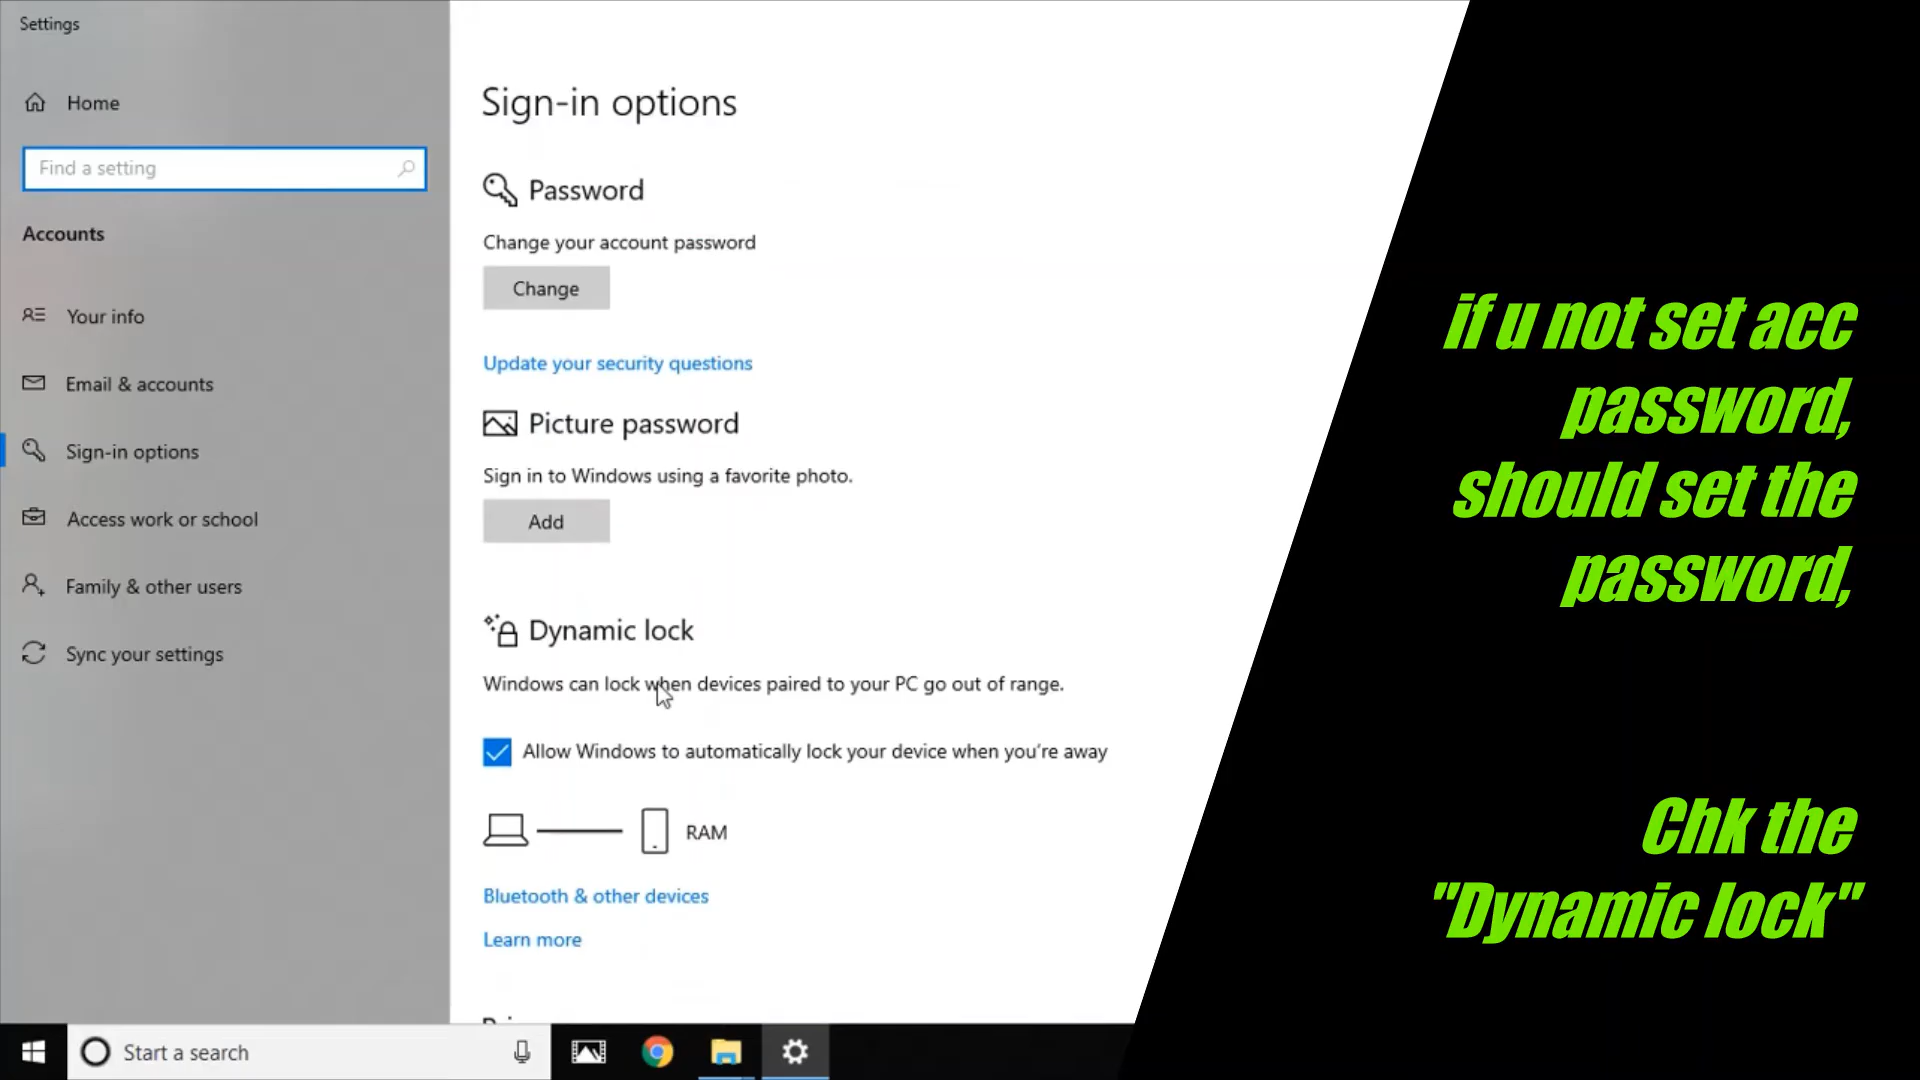 Settings
Home
Find a setting
Accounts
Your info
Email & accounts
Sign-in options
Access work or school
Family & other users
Sync your settings
Sign-in options
Password
Change your account password
Change
Update your security questions
Picture password
Sign in to Windows using a favorite photo.
Add
Dynamic lock
Windows can lock when devices paired to your PC go out of range.
Allow Windows to automatically lock your device when you're away
RAM
Bluetooth & other devices
Learn more
Start a search
if u not set acc
password,
should set the
password,
Chk the
"Dynamic lock"